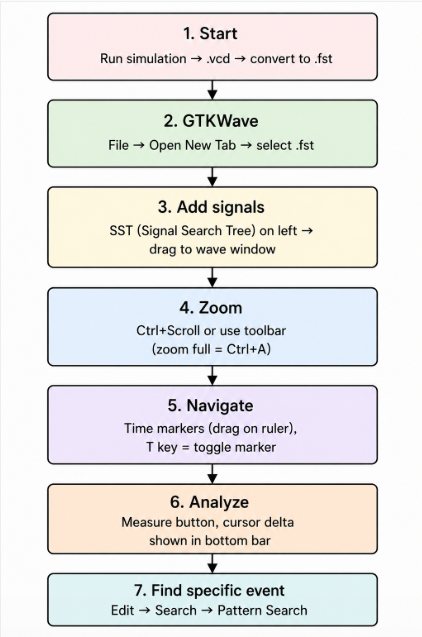 1. Start
Run simulation → .vcd → convert to .fst
2. GTKWave
File → Open New Tab → select .fst
3. Add signals
SST (Signal Search Tree) on left →
drag to wave window
4. Zoom
Ctrl+Scroll or use toolbar
(zoom full = Ctrl+A)
5. Navigate
Time markers (drag on ruler),
T key = toggle marker
6. Analyze
Measure button, cursor delta
shown in bottom bar
7. Find specific event
Edit → Search → Pattern Search